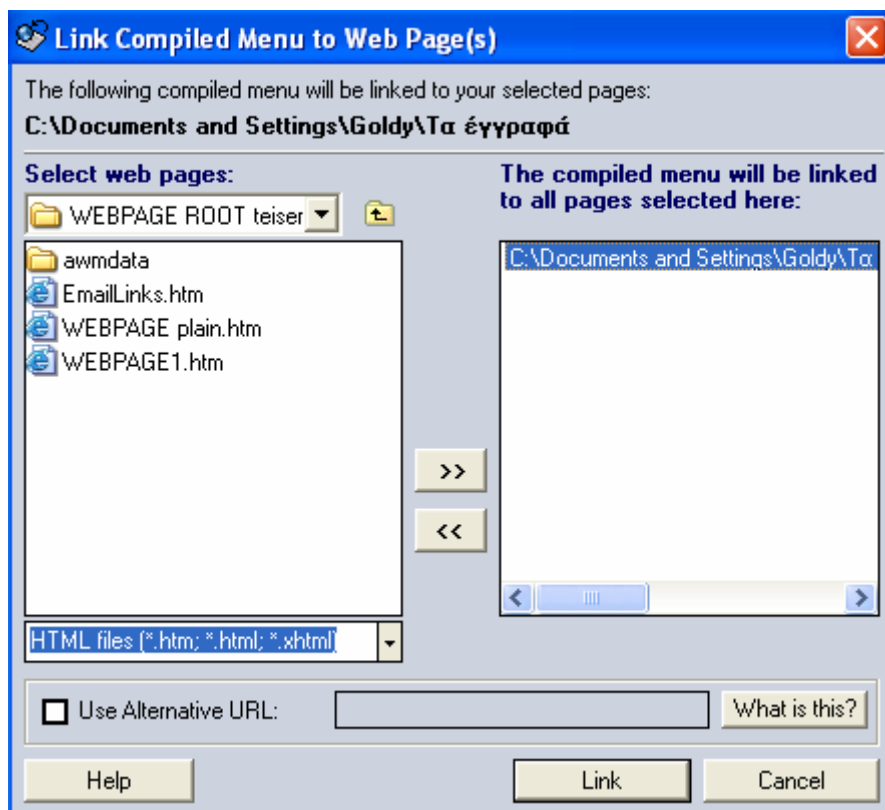 Link Compiled Menu to Web Page(s)
The following compiled menu will be linked to your selected pages:
C:\Documents and Settings\Goldy\Τα έγγραφά
Select web pages:
WEBPAGE ROOT teiser
awmdata
EmailLinks.htm
WEBPAGE plain.htm
WEBPAGE1.htm
HTML files (*.htm; *.html; *.xhtml)
>>
<<
The compiled menu will be linked
to all pages selected here:
C:\Documents and Settings\Goldy\Τα
Use Alternative URL:
What is this?
Help
Link
Cancel